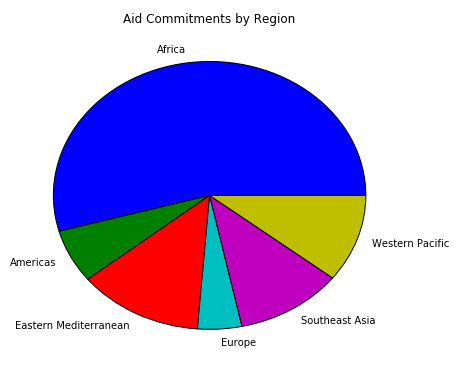 Aid Commitments by Region
Africa
Americas
Eastern Mediterranean
Europe
Southeast Asia
Western Pacific